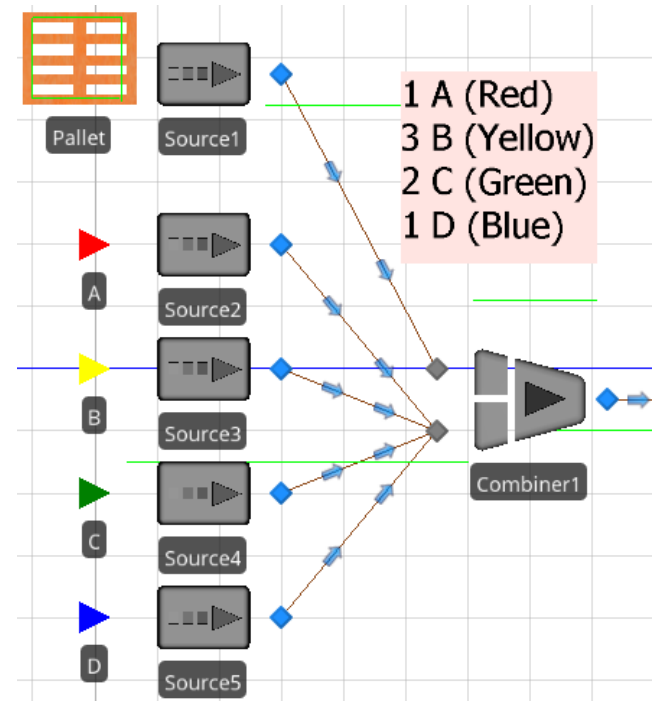 Pallet
Source1
1 A (Red)
3 B (Yellow)
2 C (Green)
1 D (Blue)
A
Source2
B
Source3
Combiner1
C
Source4
D
Source5